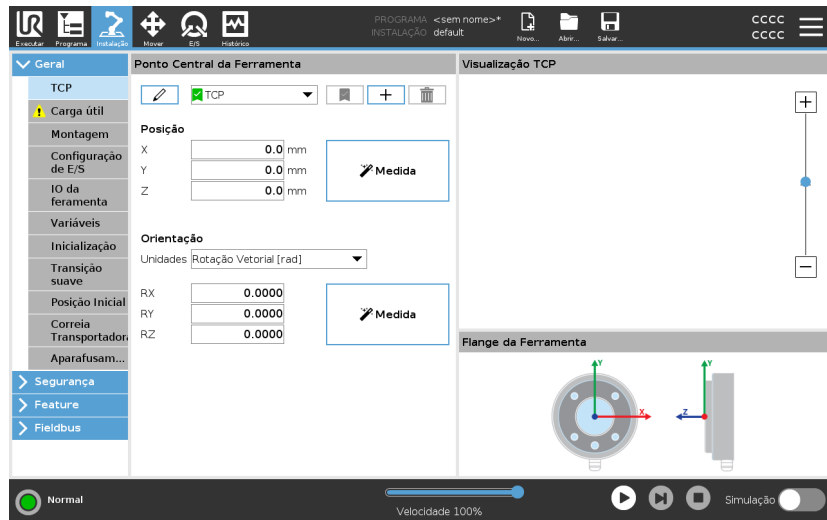 UR
PROGRAMA <sem nome>*
INSTALAÇÃO default
CCCC
CCCC
Executar Programa Instalação Mover E/S Histórico
Novo... Abrir... Salvar...
Geral
TCP
Carga útil
Montagem
Configuração
de E/S
IO da
feramenta
Variáveis
Inicialização
Transição
suave
Posição Inicial
Correia
Transportadora
Aparafusam...
Segurança
Feature
Fieldbus
Ponto Central da Ferramenta
TCP
Posição
X 0.0 mm
Y 0.0 mm
Z 0.0 mm
Medida
Orientação
Unidades Rotação Vetorial [rad]
RX 0.0000
RY 0.0000
RZ 0.0000
Medida
Visualização TCP
Flange da Ferramenta
Y
X
Y
Z
Normal
Velocidade 100%
Simulação